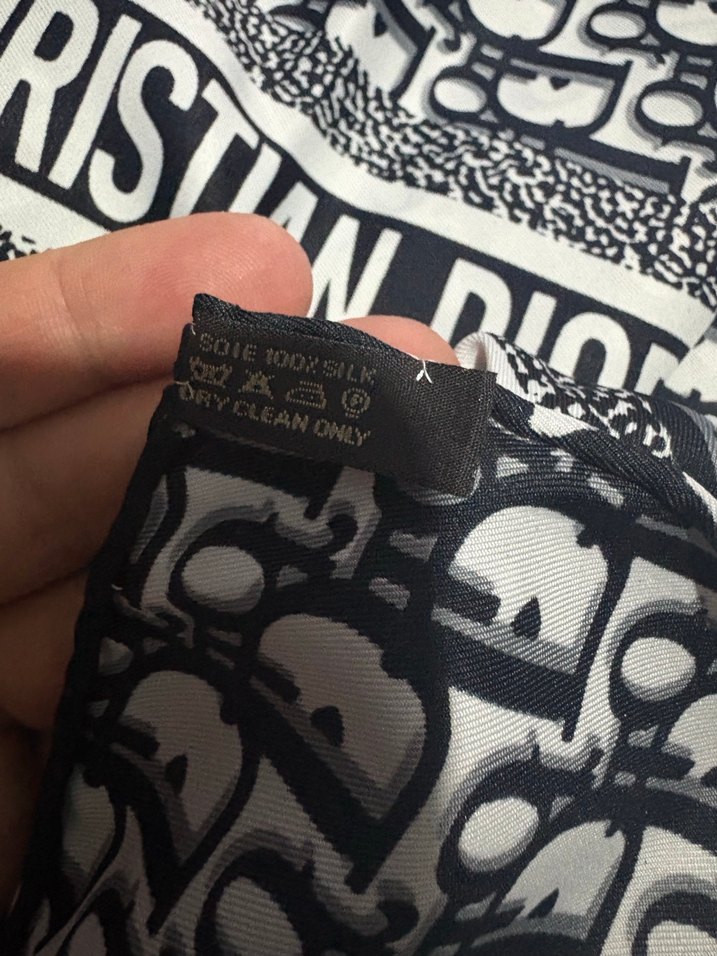 RISTIAN DIOR
SOIE 100% SILK
P
DRY CLEAN ONLY